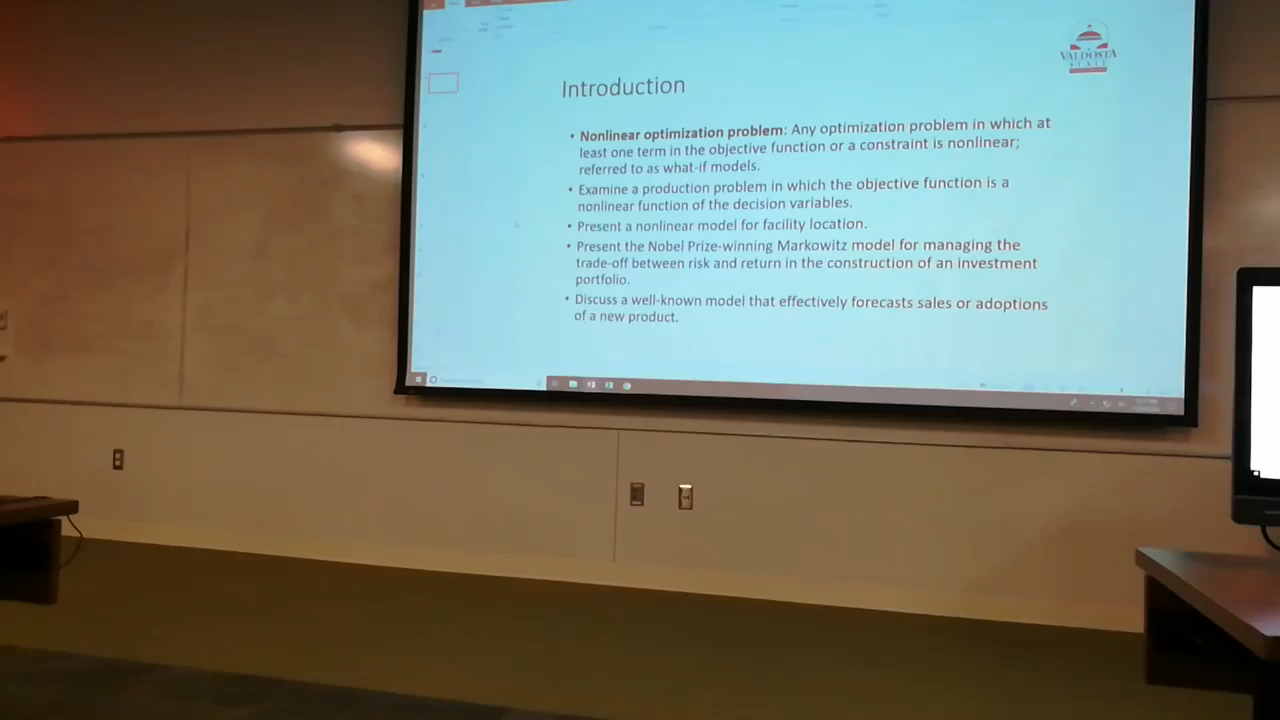 VALDOSTA
STATE
Introduction
• Nonlinear optimization problem: Any optimization problem in which at
least one term in the objective function or a constraint is nonlinear;
referred to as what-if models.
• Examine a production problem in which the objective function is a
nonlinear function of the decision variables.
• Present a nonlinear model for facility location.
• Present the Nobel Prize-winning Markowitz model for managing the
trade-off between risk and return in the construction of an investment
portfolio.
• Discuss a well-known model that effectively forecasts sales or adoptions
of a new product.